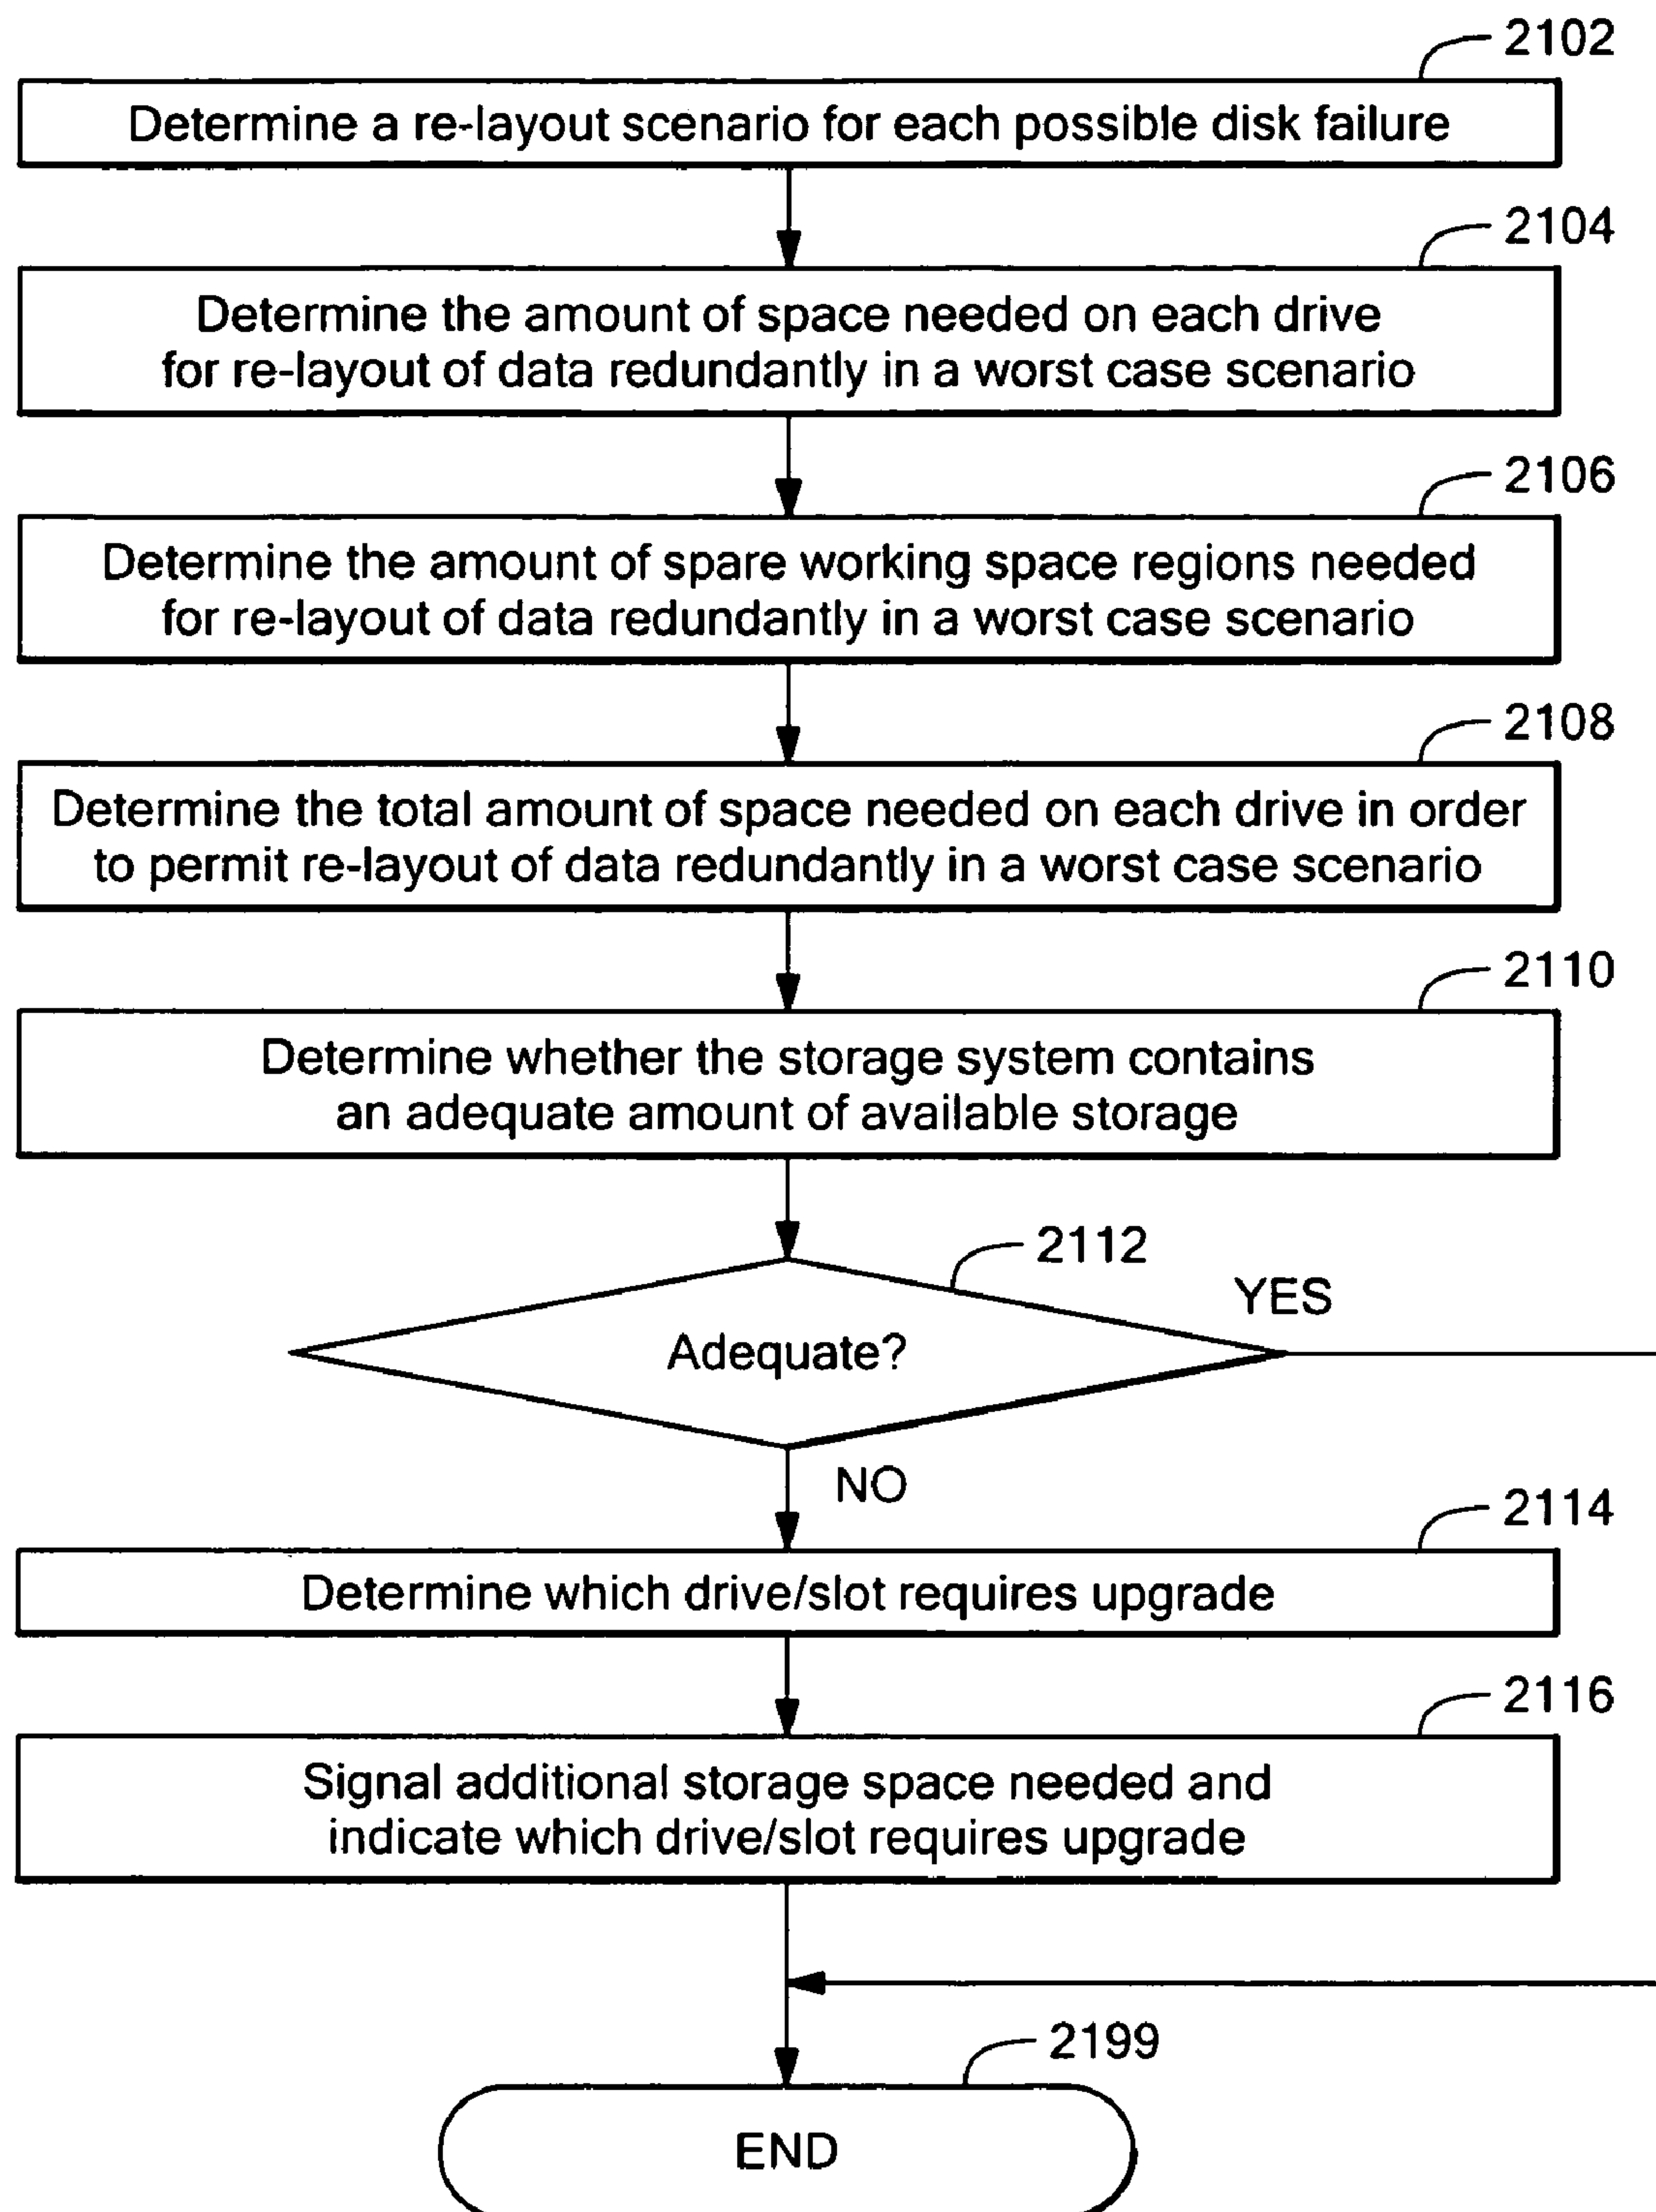 2102
Determine a re-layout scenario for each possible disk failure
2104
Determine the amount of space needed on each drive
for re-layout of data redundantly in a worst case scenario
2106
Determine the amount of spare working space regions needed
for re-layout of data redundantly in a worst case scenario
2108
Determine the total amount of space needed on each drive in order
to permit re-layout of data redundantly in a worst case scenario
2110
Determine whether the storage system contains
an adequate amount of available storage
2112
YES
Adequate?
NO
2114
Determine which drive/slot requires upgrade
2116
Signal additional storage space needed and
indicate which drive/slot requires upgrade
2199
END